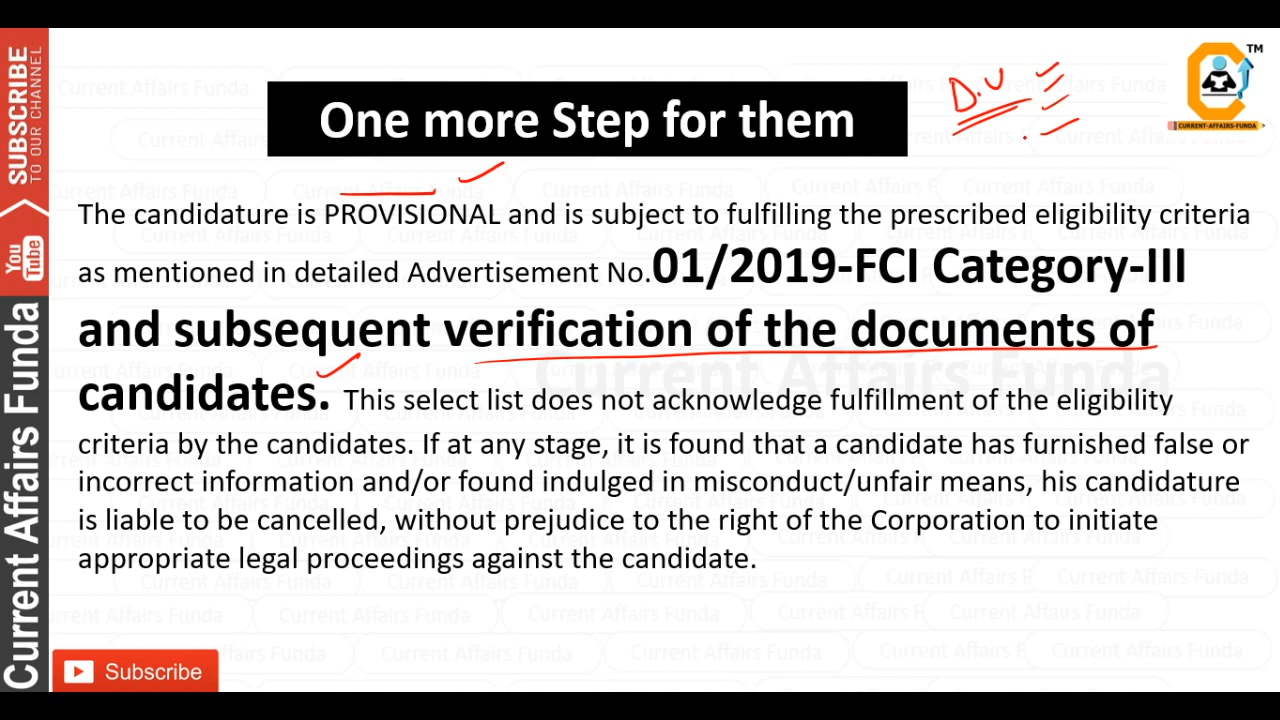 SUBSCRIBE
TO OUR CHANNEL
You
Tube
Current Affairs Funda
TM
CURRENT-AFFAIRS-FUNDA
D.V
One more Step for them
The candidature is PROVISIONAL and is subject to fulfilling the prescribed eligibility criteria
as mentioned in detailed Advertisement No.01/2019-FCI Category-III
and subsequent verification of the documents of
candidates. This select list does not acknowledge fulfillment of the eligibility
criteria by the candidates. If at any stage, it is found that a candidate has furnished false or
incorrect information and/or found indulged in misconduct/unfair means, his candidature
is liable to be cancelled, without prejudice to the right of the Corporation to initiate
appropriate legal proceedings against the candidate.
Current Affairs Funda
Subscribe